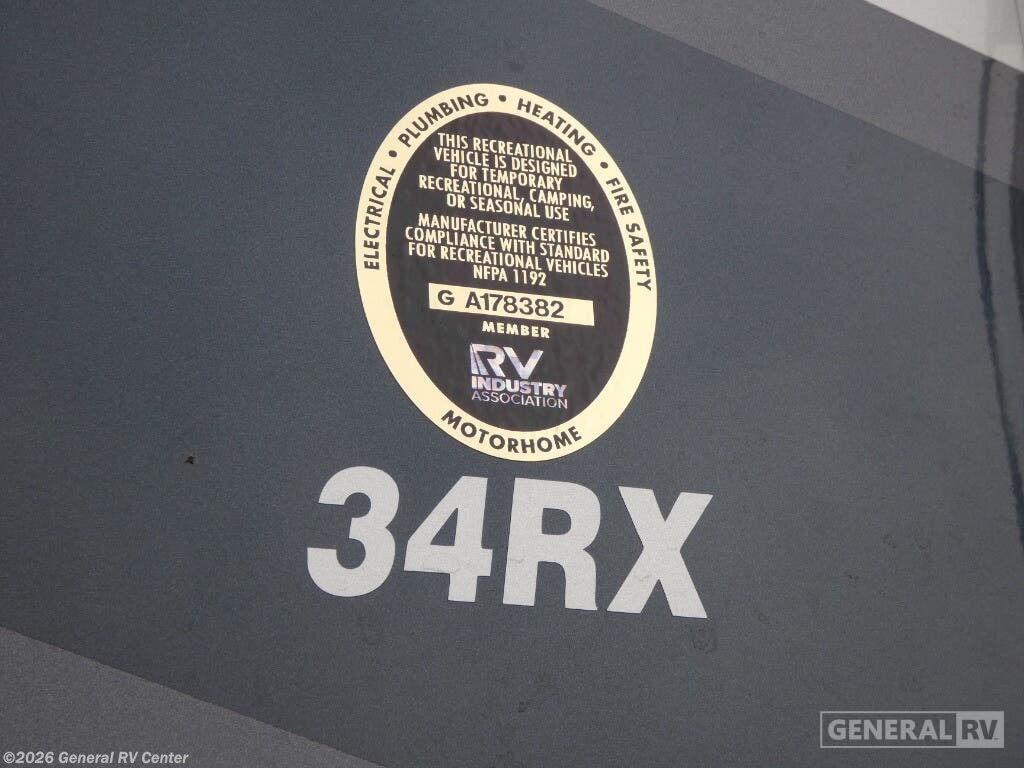 ELECTRICAL • PLUMBING • HEATING • FIRE SAFETY
THIS RECREATIONAL
VEHICLE IS DESIGNED
FOR TEMPORARY
RECREATIONAL, CAMPING,
OR SEASONAL USE
MANUFACTURER CERTIFIES
COMPLIANCE WITH STANDARD
FOR RECREATIONAL VEHICLES
NFPA 1192
G A178382
MEMBER
RV
INDUSTRY
ASSOCIATION
MOTORHOME
34RX
GENERAL RV
©2026 General RV Center